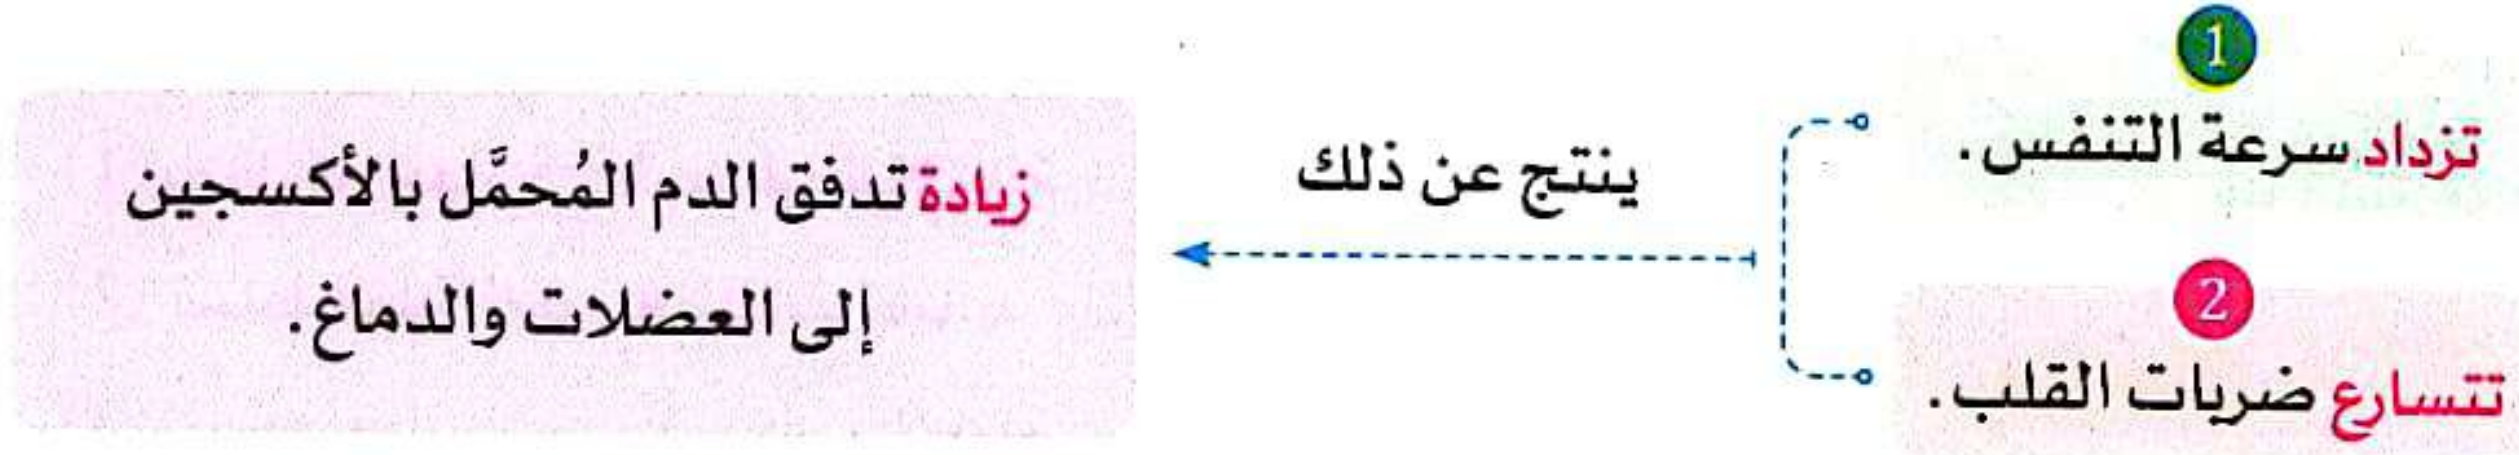 1
تزداد سرعة التنفس.
2
تتسارع ضربات القلب.
ينتج عن ذلك
زيادة تدفق الدم المُحمَّل بالأكسجين
إلى العضلات والدماغ.